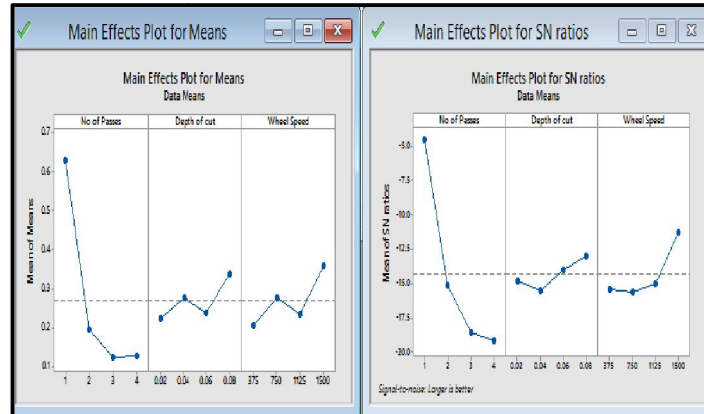 Main Effects Plot for Means
Main Effects Plot for Means
Data Means
No of Passes Depth of cut Wheel Speed
Mean of Means
0.7
0.6
0.5
0.4
0.3
0.2
0.1
1 2 3 4 0.02 0.04 0.06 0.08 375 750 1125 1500
Main Effects Plot for SN ratios
Main Effects Plot for SN ratios
Data Means
No of Passes Depth of cut Wheel Speed
Mean of SN ratios
-5.0
-7.5
-10.0
-12.5
-15.0
-17.5
-20.0
1 2 3 4 0.02 0.04 0.06 0.08 375 750 1125 1500
Signal-to-noise: Larger is better